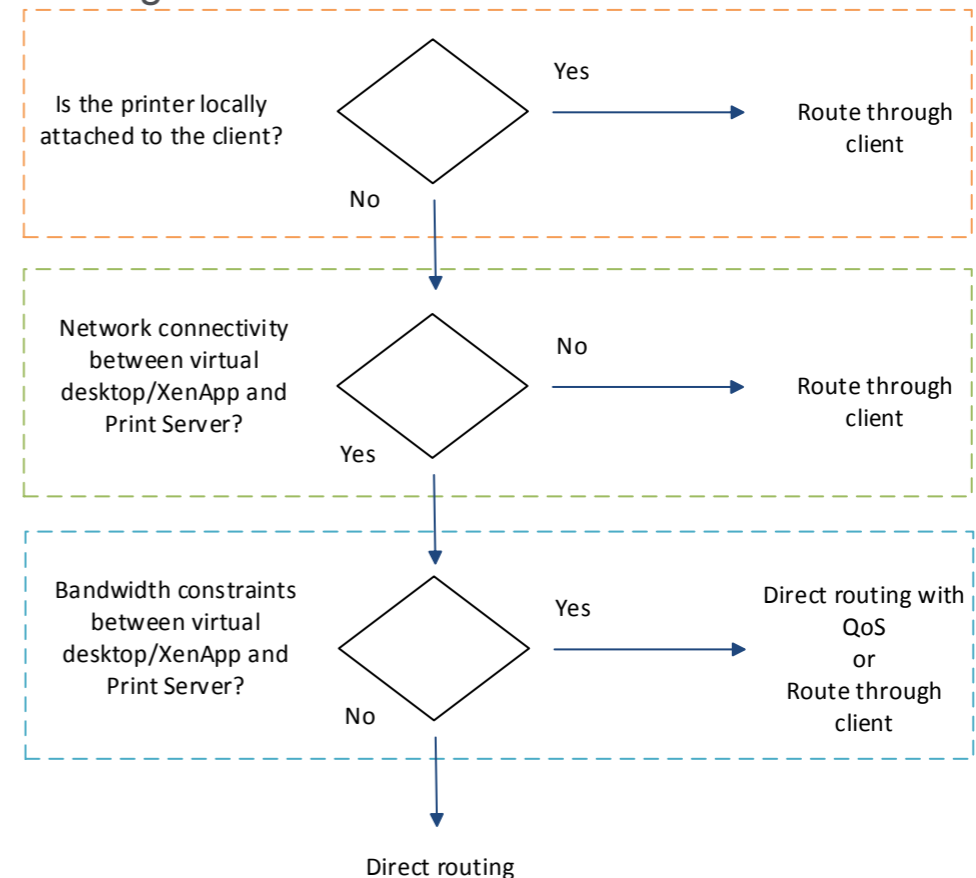 Is the printer locally
attached to the client?
Yes
Route through
client
No
Network connectivity
between virtual
desktop/XenApp and
Print Server?
No
Route through
client
Yes
Bandwidth constraints
between virtual
desktop/XenApp and
Print Server?
Yes
Direct routing with
QoS
or
Route through
client
No
Direct routing